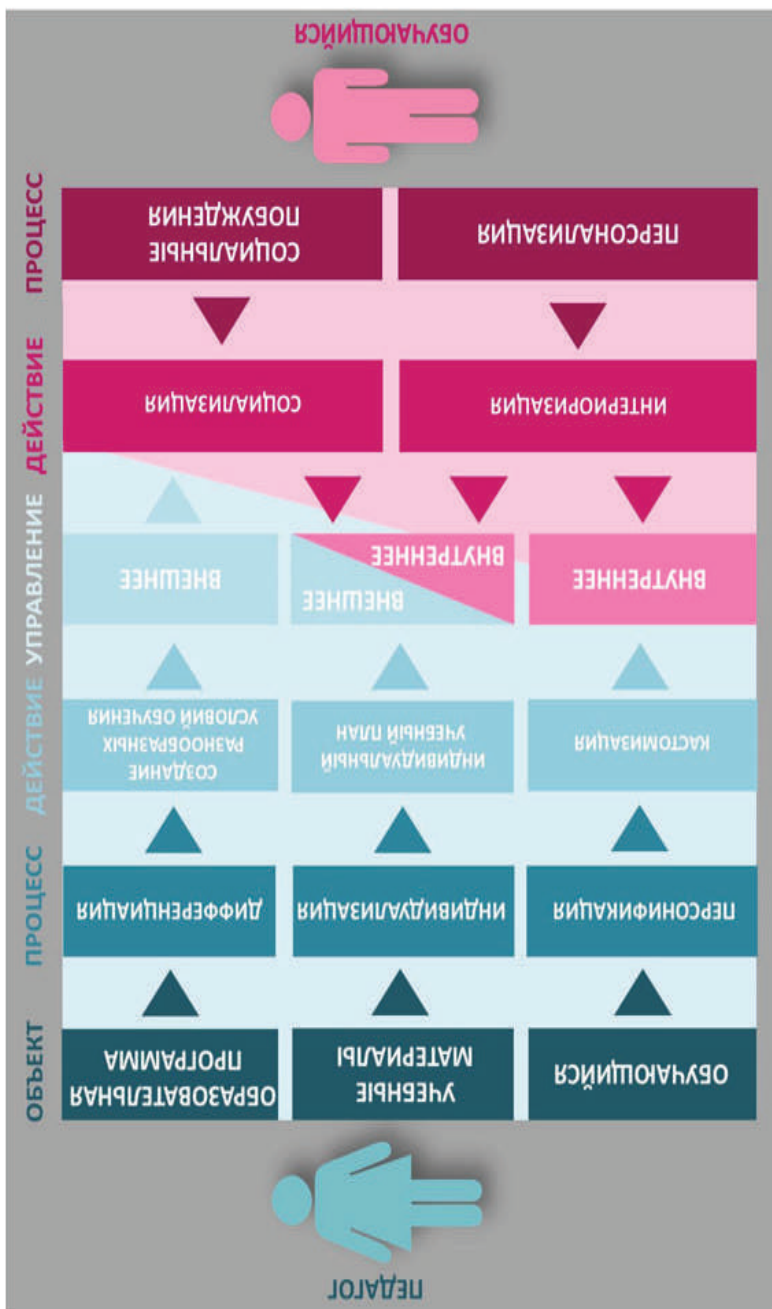 ПЕДАГОГ
ОБУЧАЮЩИЙСЯ
УЧЕБНЫЕ
МАТЕРИАЛЫ
ОБРАЗОВАТЕЛЬНАЯ
ПРОГРАММА
ОБЪЕКТ
ПЕРСОНИФИКАЦИЯ
ИНДИВИДУАЛИЗАЦИЯ
ДИФФЕРЕНЦИАЦИЯ
ПРОЦЕСС
КАСТОМИЗАЦИЯ
ИНДИВИДУАЛЬНЫЙ
УЧЕБНЫЙ ПЛАН
СОЗДАНИЕ
РАЗНООБРАЗНЫХ
УСЛОВИЙ ОБУЧЕНИЯ
ДЕЙСТВИЕ
ВНУТРЕННЕЕ
ВНЕШНЕЕ
ВНУТРЕННЕЕ
ВНЕШНЕЕ
УПРАВЛЕНИЕ
ИНТЕРИОРИЗАЦИЯ
СОЦИАЛИЗАЦИЯ
ДЕЙСТВИЕ
ПЕРСОНАЛИЗАЦИЯ
СОЦИАЛЬНЫЕ
ПОБУЖДЕНИЯ
ПРОЦЕСС
ОБУЧАЮЩИЙСЯ